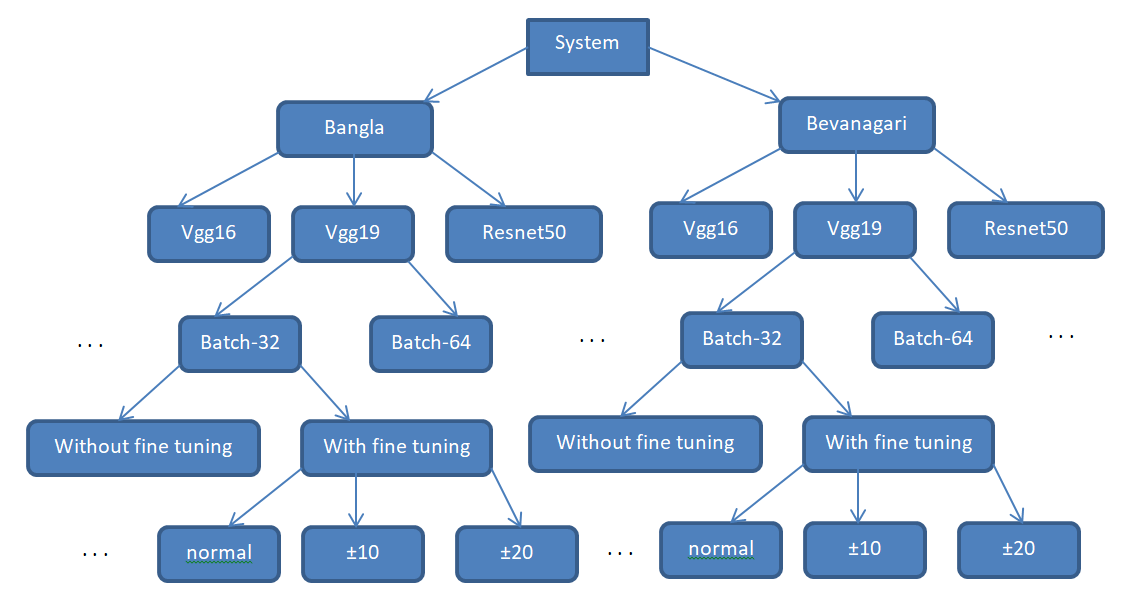 System
Bangla
Bevanagari
Vgg16
Vgg19
Resnet50
Vgg16
Vgg19
Resnet50
. . .
Batch-32
Batch-64
. . .
Batch-32
Batch-64
. . .
Without fine tuning
With fine tuning
Without fine tuning
With fine tuning
. . .
normal
±10
±20
. . .
normal
±10
±20